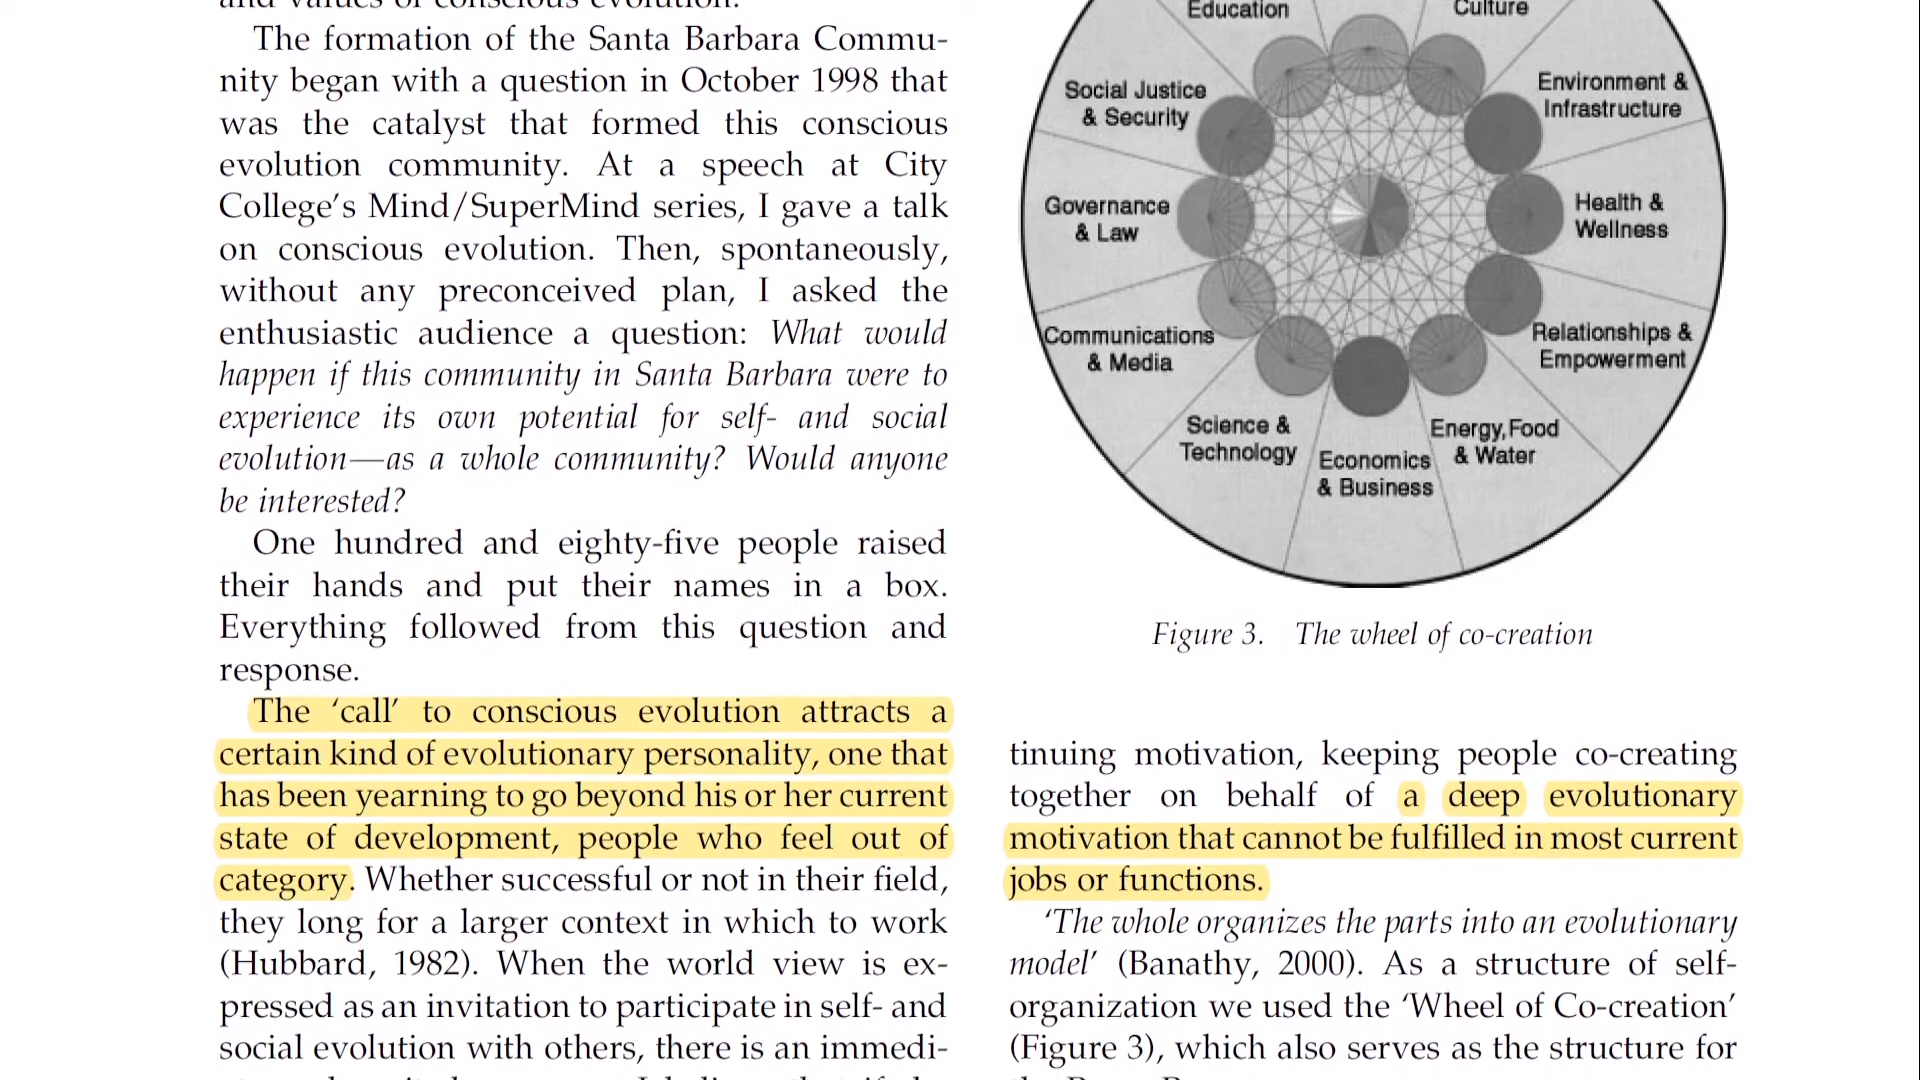 and values of conscious evolution.
The formation of the Santa Barbara Commu-
nity began with a question in October 1998 that
was the catalyst that formed this conscious
evolution community. At a speech at City
College's Mind/SuperMind series, I gave a talk
on conscious evolution. Then, spontaneously,
without any preconceived plan, I asked the
enthusiastic audience a question: What would
happen if this community in Santa Barbara were to
experience its own potential for self- and social
evolution—as a whole community? Would anyone
be interested?
One hundred and eighty-five people raised
their hands and put their names in a box.
Everything followed from this question and
response.
The ‘call’ to conscious evolution attracts a
certain kind of evolutionary personality, one that
has been yearning to go beyond his or her current
state of development, people who feel out of
category. Whether successful or not in their field,
they long for a larger context in which to work
(Hubbard, 1982). When the world view is ex-
pressed as an invitation to participate in self- and
social evolution with others, there is an immedi-
Education
Culture
Social Justice
& Security
Environment &
Infrastructure
Governance
& Law
Health &
Wellness
Communications
& Media
Relationships &
Empowerment
Science &
Technology
Economics
& Business
Energy,Food
& Water
Figure 3. The wheel of co-creation
tinuing motivation, keeping people co-creating
together on behalf of a deep evolutionary
motivation that cannot be fulfilled in most current
jobs or functions.
‘The whole organizes the parts into an evolutionary
model’ (Banathy, 2000). As a structure of self-
organization we used the ‘Wheel of Co-creation’
(Figure 3), which also serves as the structure for